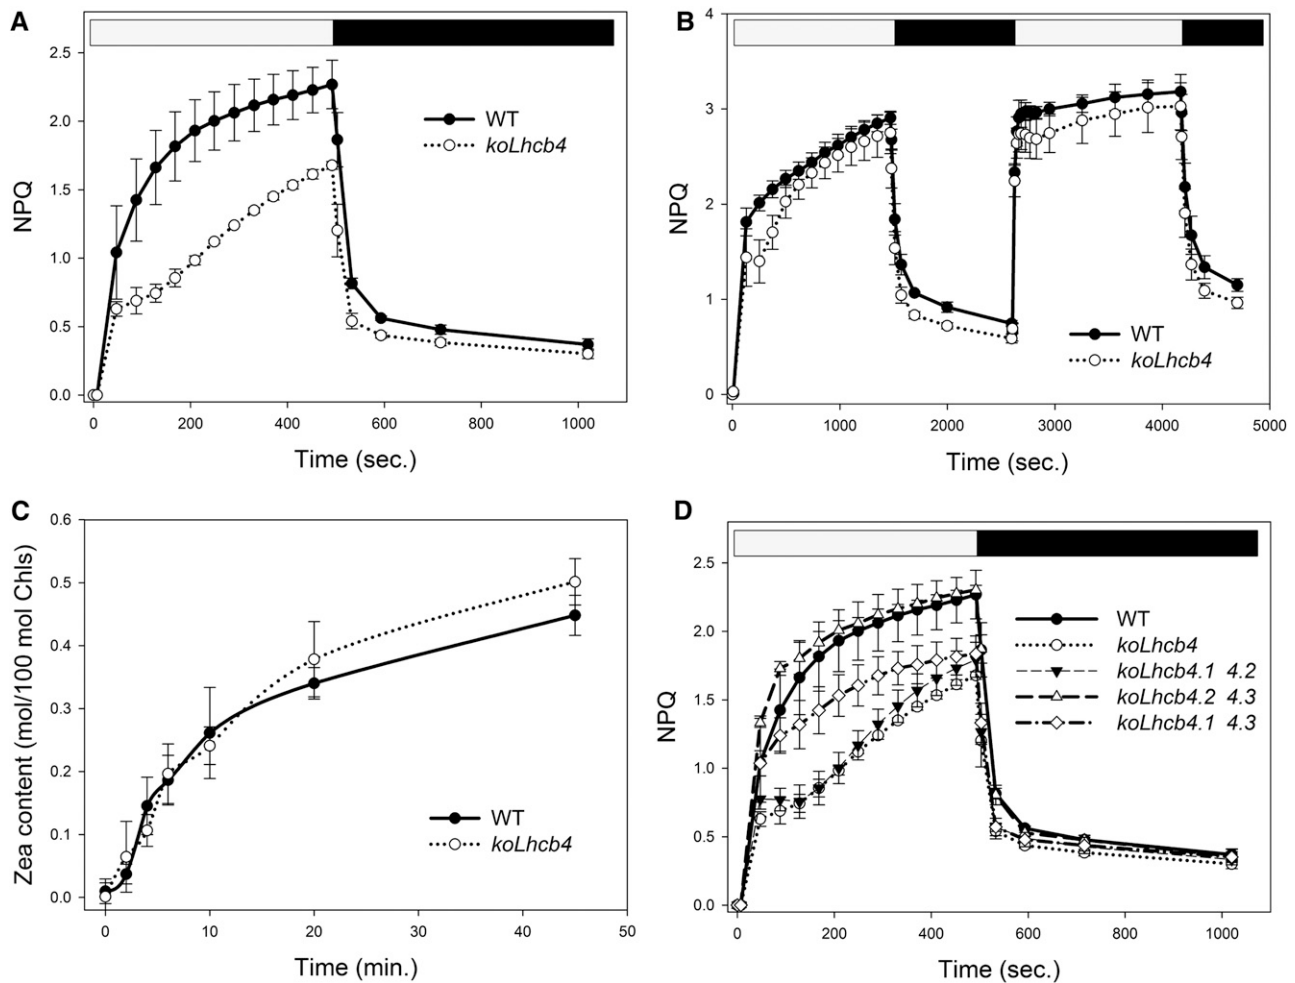 A
2.5
2.0
1.5
1.0
0.5
0.0
NPQ
WT
koLhcb4
0 200 400 600 800 1000
Time (sec.)
B
4
3
2
1
0
NPQ
WT
koLhcb4
0 1000 2000 3000 4000 5000
Time (sec.)
C
0.6
0.5
0.4
0.3
0.2
0.1
0.0
Zea content (mol/100 mol Chls)
WT
koLhcb4
0 10 20 30 40 50
Time (min.)
D
2.5
2.0
1.5
1.0
0.5
0.0
NPQ
WT
koLhcb4
koLhcb4.1 4.2
koLhcb4.2 4.3
koLhcb4.1 4.3
0 200 400 600 800 1000
Time (sec.)